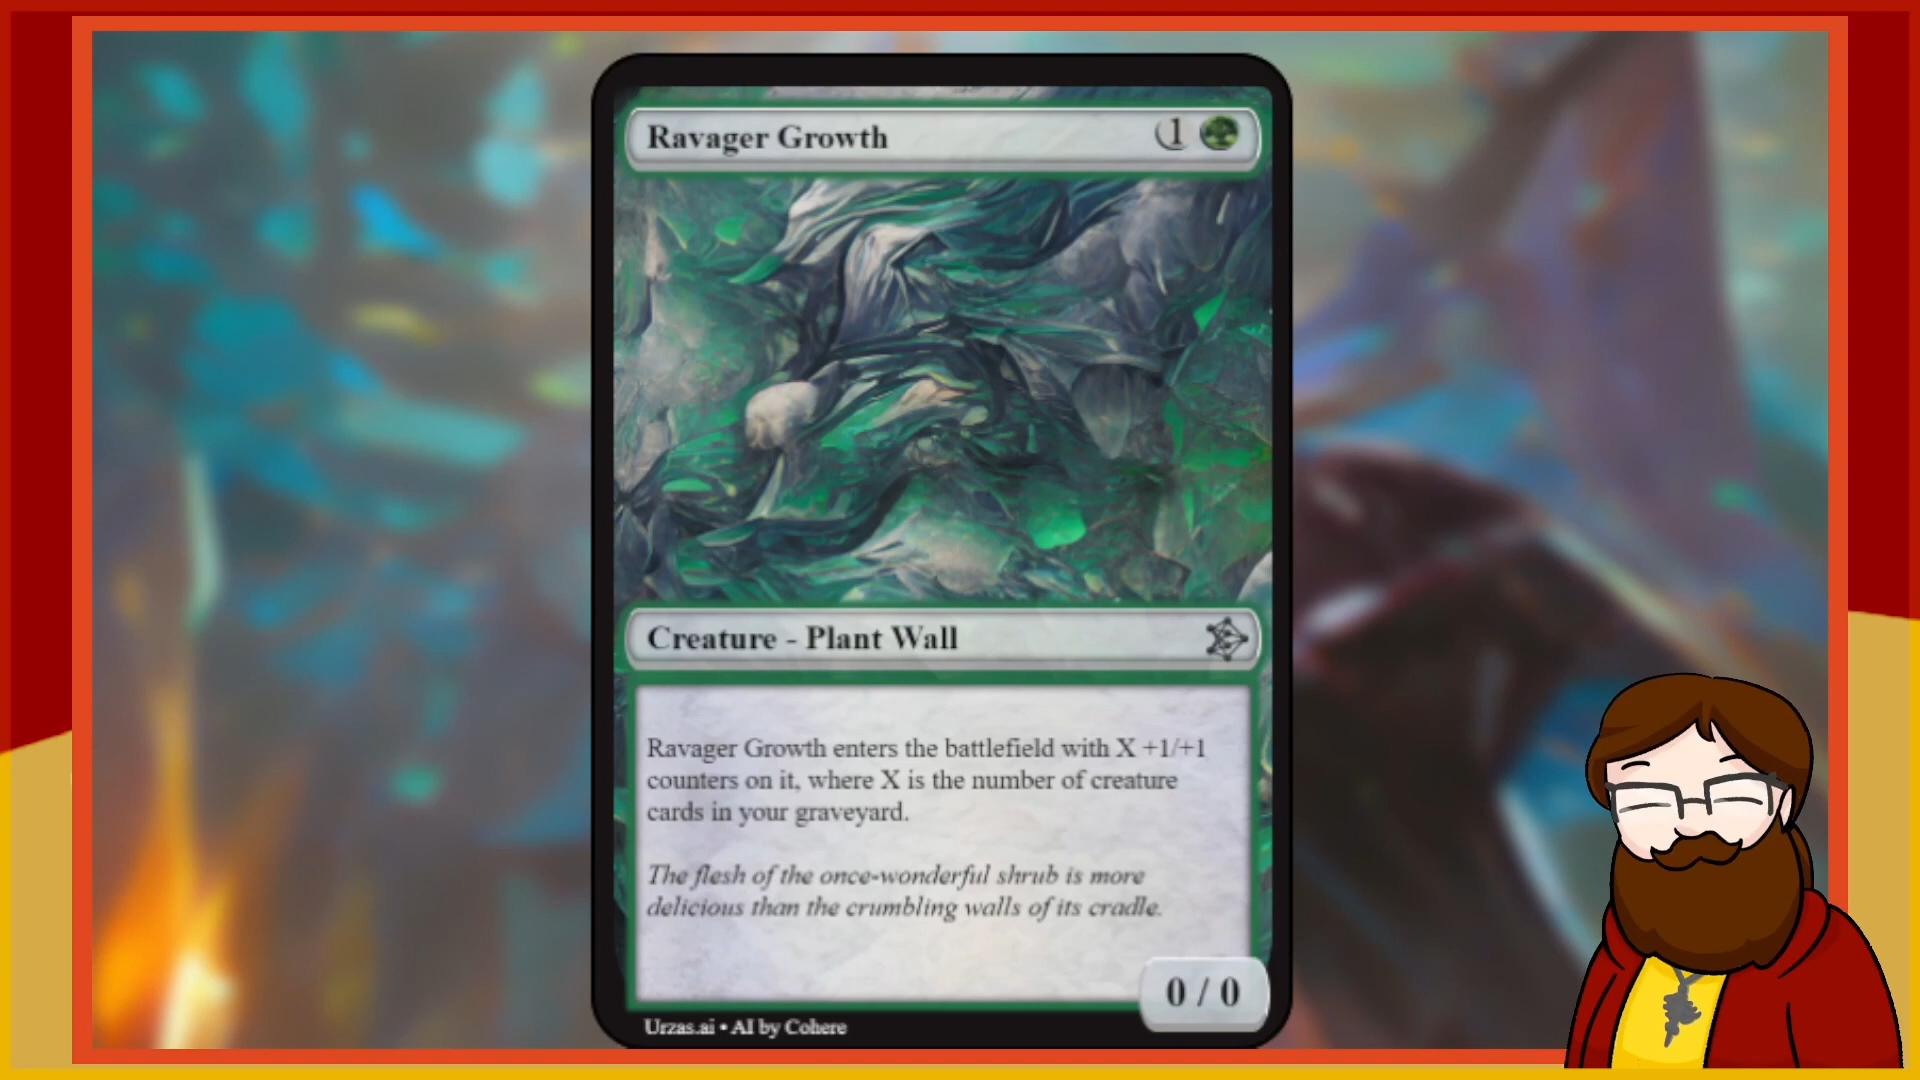 Ravager Growth 1
Creature - Plant Wall
Ravager Growth enters the battlefield with X +1/+1
counters on it, where X is the number of creature
cards in your graveyard.
The flesh of the once-wonderful shrub is more
delicious than the crumbling walls of its cradle.
0 / 0
Urzas.ai • AI by Cohere